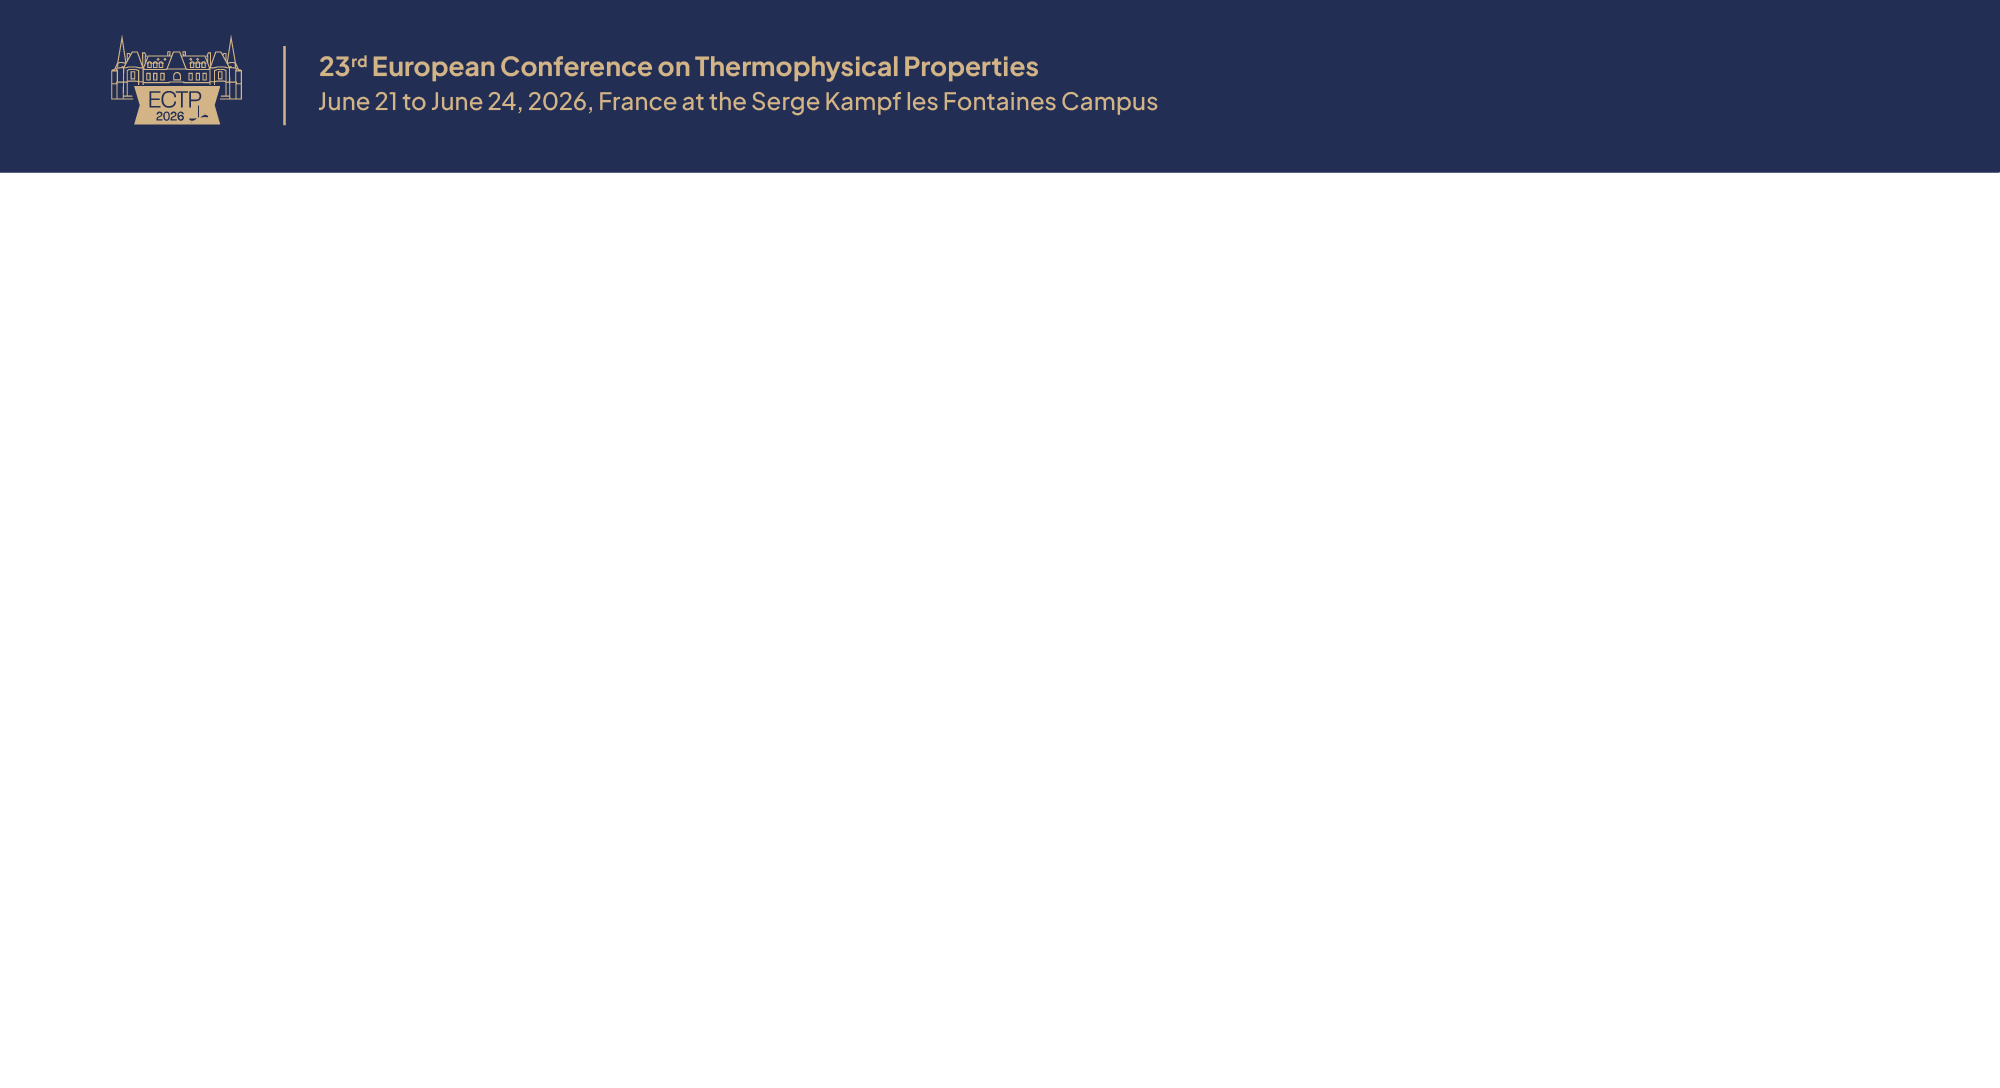 ECTP
2026
23rd European Conference on Thermophysical Properties
June 21 to June 24, 2026, France at the Serge Kampf les Fontaines Campus